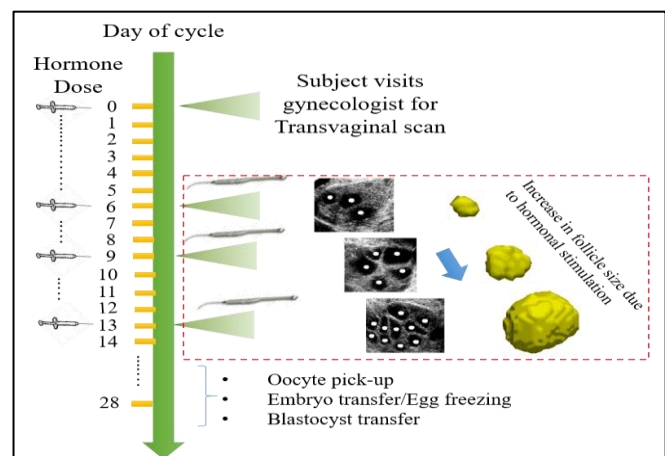 Day of cycle
Hormone
Dose
Subject visits
gynecologist for
Transvaginal scan
0
1
2
3
4
5
6
7
8
9
10
11
12
13
14
28
Increase in follicle size due
to hormonal stimulation
• Oocyte pick-up
• Embryo transfer/Egg freezing
• Blastocyst transfer